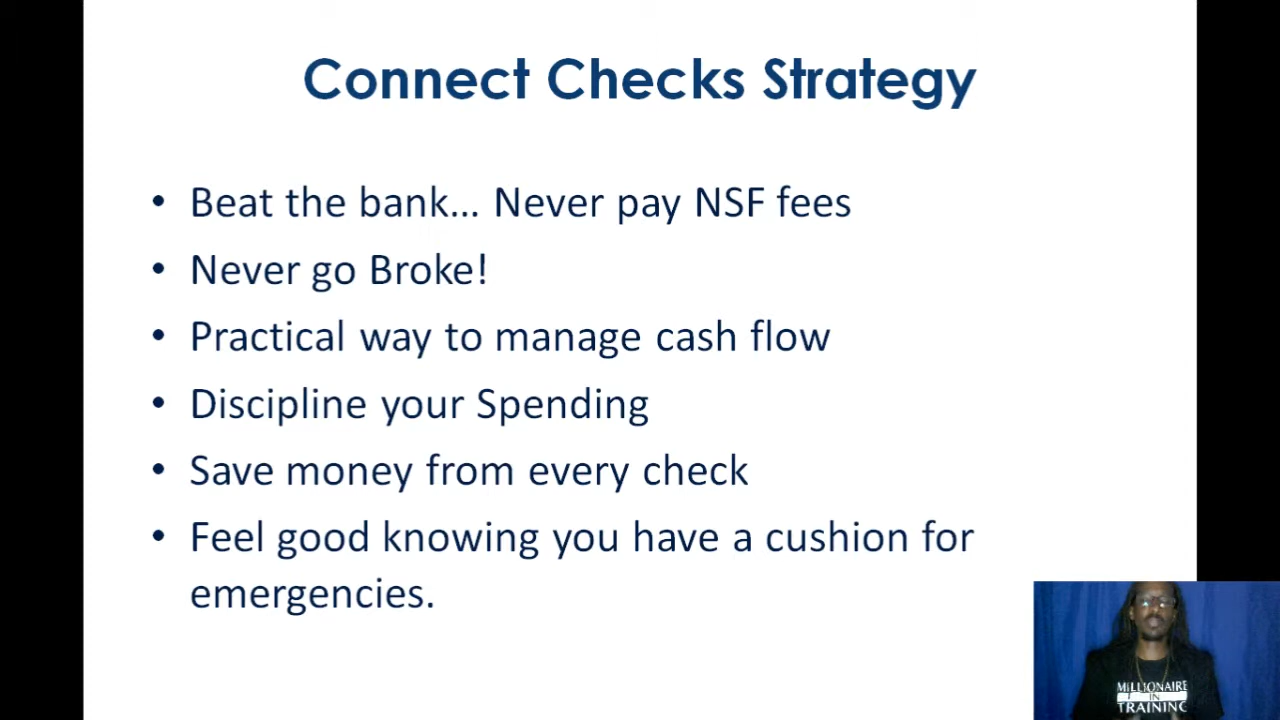 Connect Checks Strategy
• Beat the bank... Never pay NSF fees
• Never go Broke!
• Practical way to manage cash flow
• Discipline your Spending
• Save money from every check
• Feel good knowing you have a cushion for
emergencies.
MILLIONAIRE
IN
TRAINING